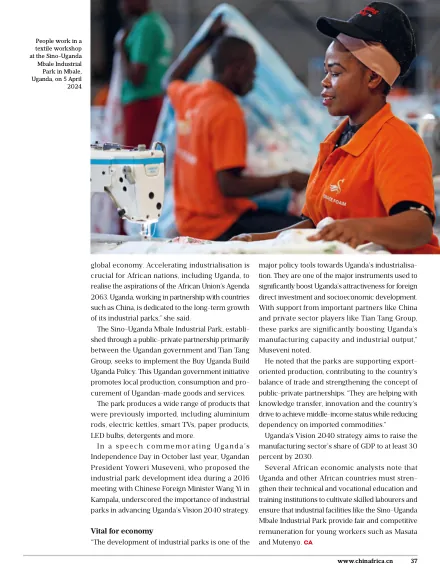 People work in a
textile workshop
at the Sino-Uganda
Mbale Industrial
Park in Mbale,
Uganda, on 5 April
2024
global economy. Accelerating industrialisation is
crucial for African nations, including Uganda, to
realise the aspirations of the African Union's Agenda
2063. Uganda, working in partnership with countries
such as China, is dedicated to the long-term growth
of its industrial parks," she said.
The Sino-Uganda Mbale Industrial Park, establi-
shed through a public-private partnership primarily
between the Ugandan government and Tian Tang
Group, seeks to implement the Buy Uganda Build
Uganda Policy. This Ugandan government initiative
promotes local production, consumption and pro-
curement of Ugandan-made goods and services.
The park produces a wide range of products that
were previously imported, including aluminium
rods, electric kettles, smart TVs, paper products,
LED bulbs, detergents and more.
In a speech commemorating Uganda's
Independence Day in October last year, Ugandan
President Yoweri Museveni, who proposed the
industrial park development idea during a 2016
meeting with Chinese Foreign Minister Wang Yi in
Kampala, underscored the importance of industrial
parks in advancing Uganda's Vision 2040 strategy.
Vital for economy
"The development of industrial parks is one of the
major policy tools towards Uganda's industrialisa-
tion. They are one of the major instruments used to
significantly boost Uganda's attractiveness for foreign
direct investment and socioeconomic development.
With support from important partners like China
and private sector players like Tian Tang Group,
these parks are significantly boosting Uganda's
manufacturing capacity and industrial output,"
Museveni noted.
He noted that the parks are supporting export-
oriented production, contributing to the country's
balance of trade and strengthening the concept of
public-private partnerships. "They are helping with
knowledge transfer, innovation and the country's
drive to achieve middle-income status while reducing
dependency on imported commodities."
Uganda's Vision 2040 strategy aims to raise the
manufacturing sector's share of GDP to at least 30
percent by 2030.
Several African economic analysts note that
Uganda and other African countries must stren-
gthen their technical and vocational education and
training institutions to cultivate skilled labourers and
ensure that industrial facilities like the Sino-Uganda
Mbale Industrial Park provide fair and competitive
remuneration for young workers such as Masata
and Mutenyo. CA
www.chinafrica.cn 37